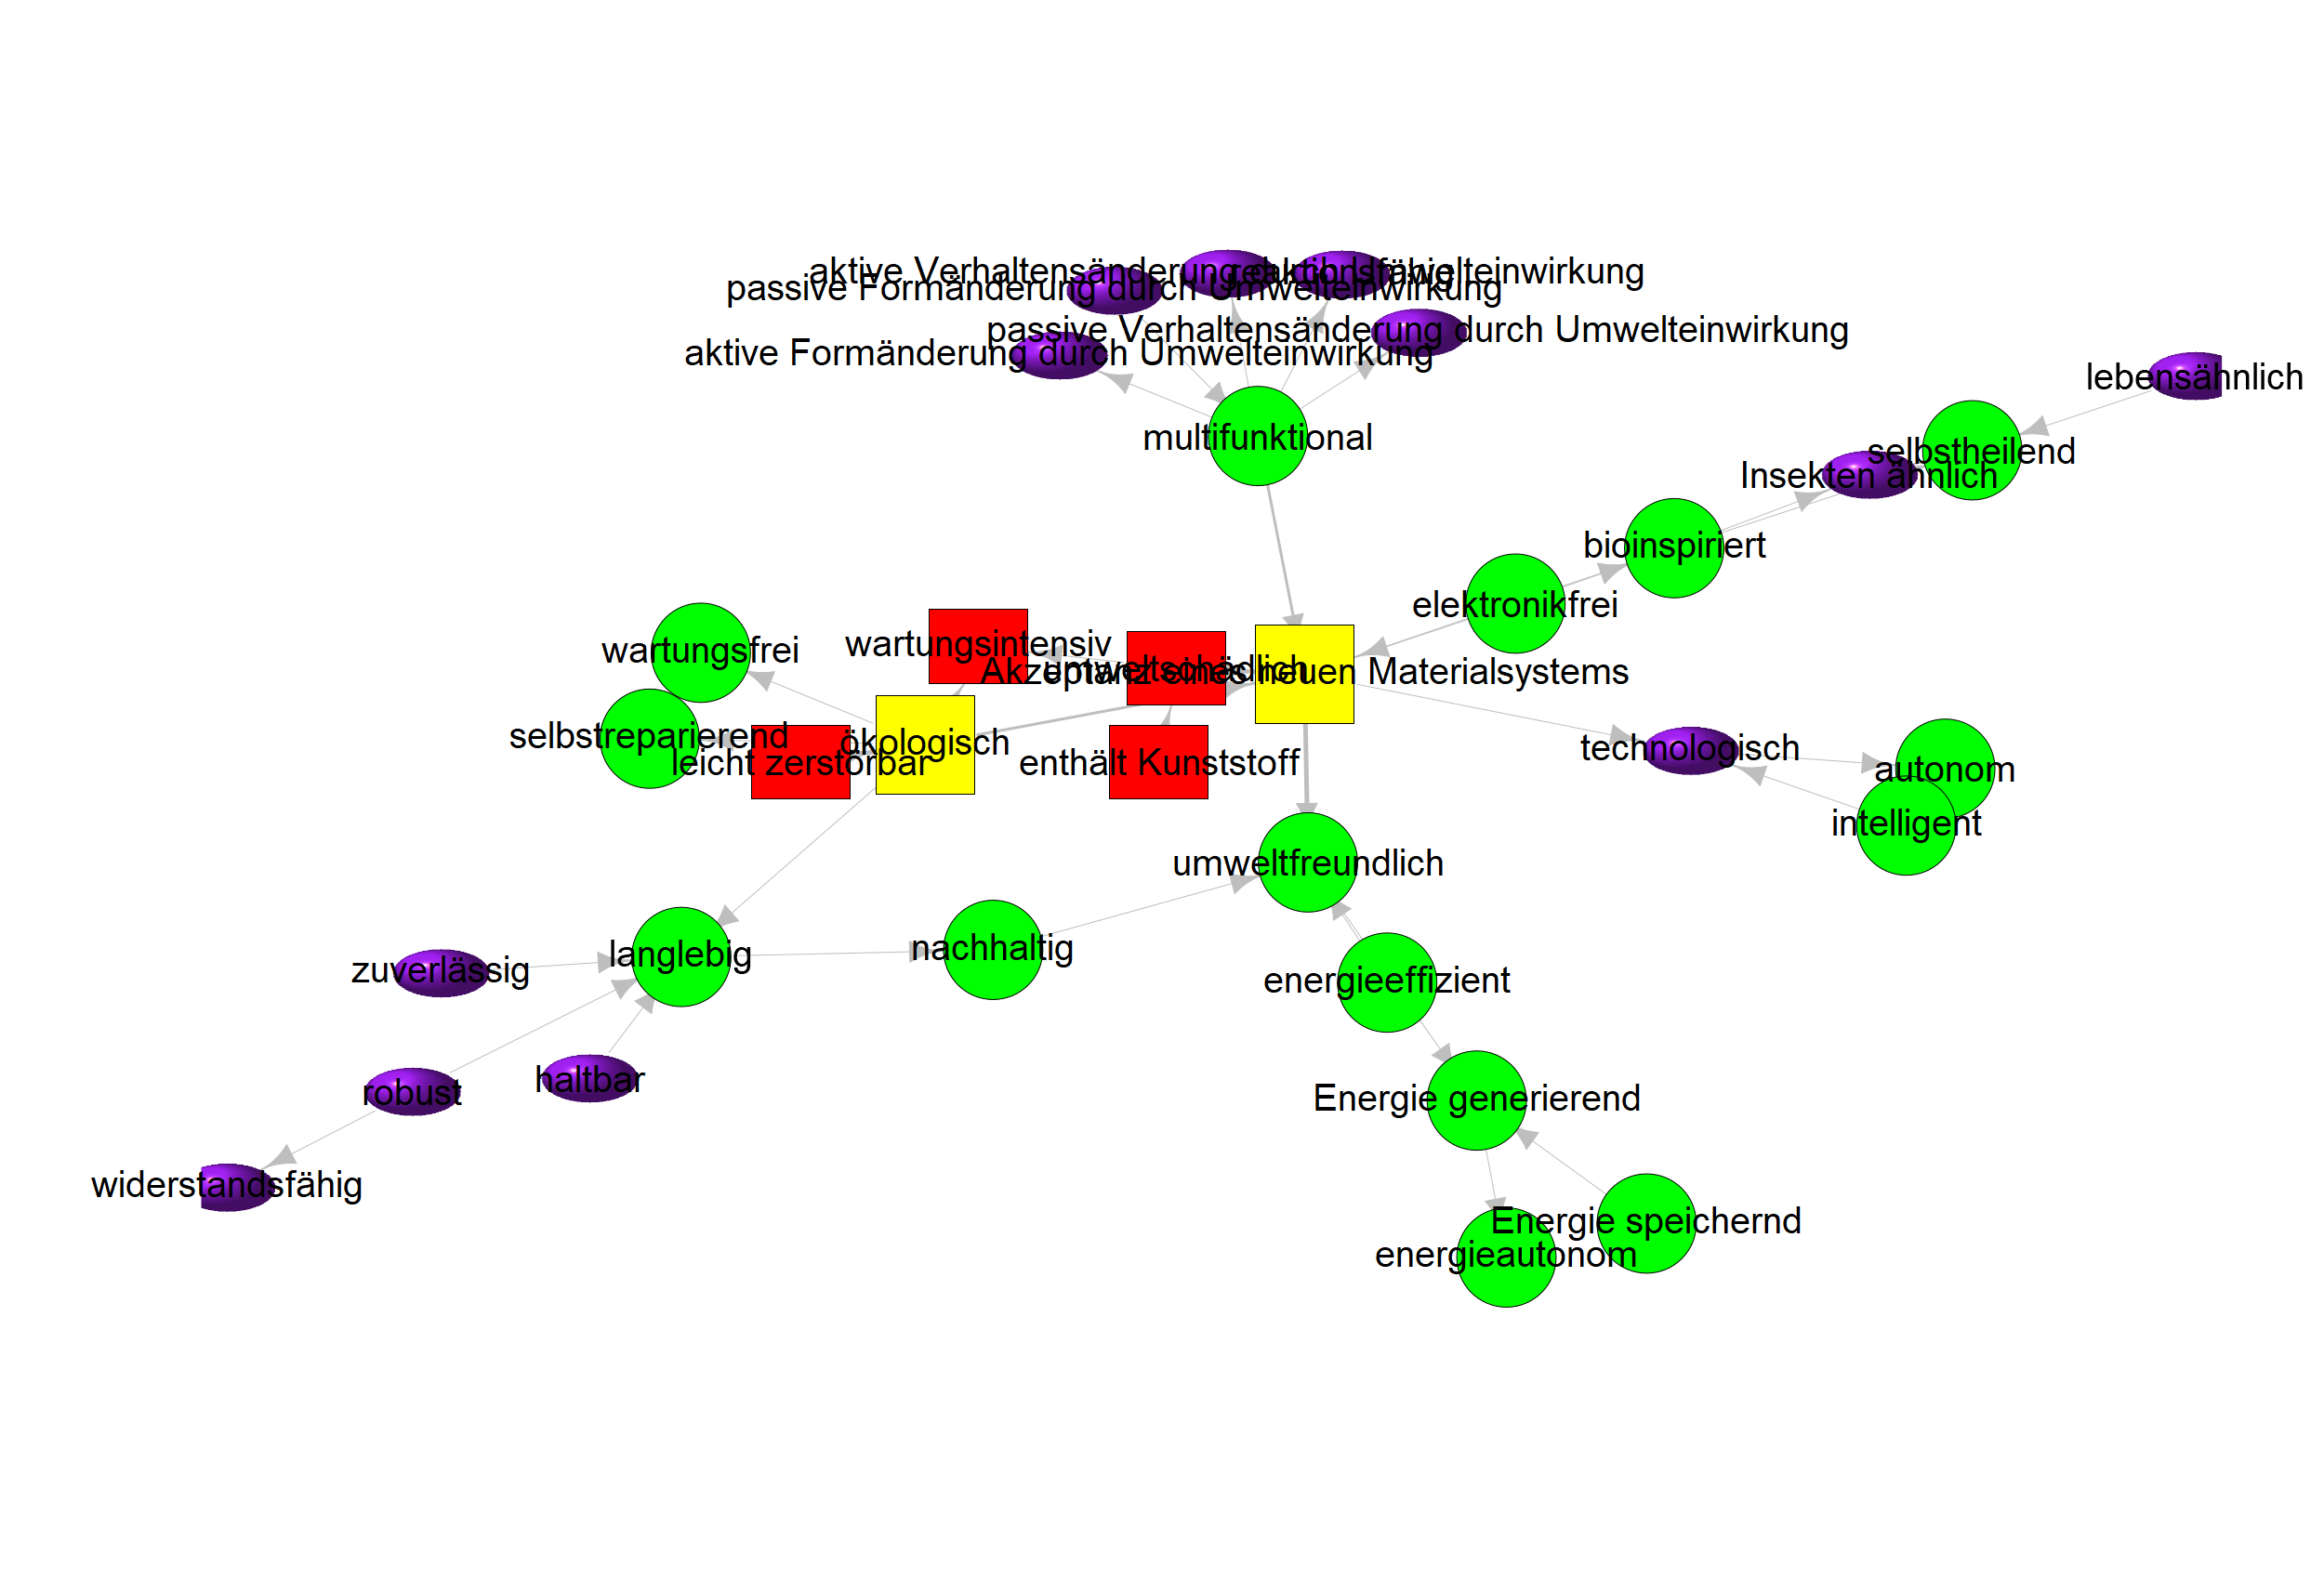 aktive Verhaltensänderung durch Umwelteinwirkung
reaktionsfähig
passive Formänderung durch Umwelteinwirkung
passive Verhaltensänderung durch Umwelteinwirkung
aktive Formänderung durch Umwelteinwirkung
lebensähnlich
multifunktional
selbstheilend
Insekten ähnlich
bioinspiriert
elektronikfrei
wartungsintensiv
wartungsfrei
umweltschädlich
Akzeptanz eines neuen Materialsystems
selbstreparierend
ökologisch
technologisch
leicht zerstörbar
enthält Kunststoff
autonom
intelligent
umweltfreundlich
nachhaltig
langlebig
zuverlässig
energieeffizient
haltbar
robust
Energie generierend
widerstandsfähig
Energie speichernd
energieautonom